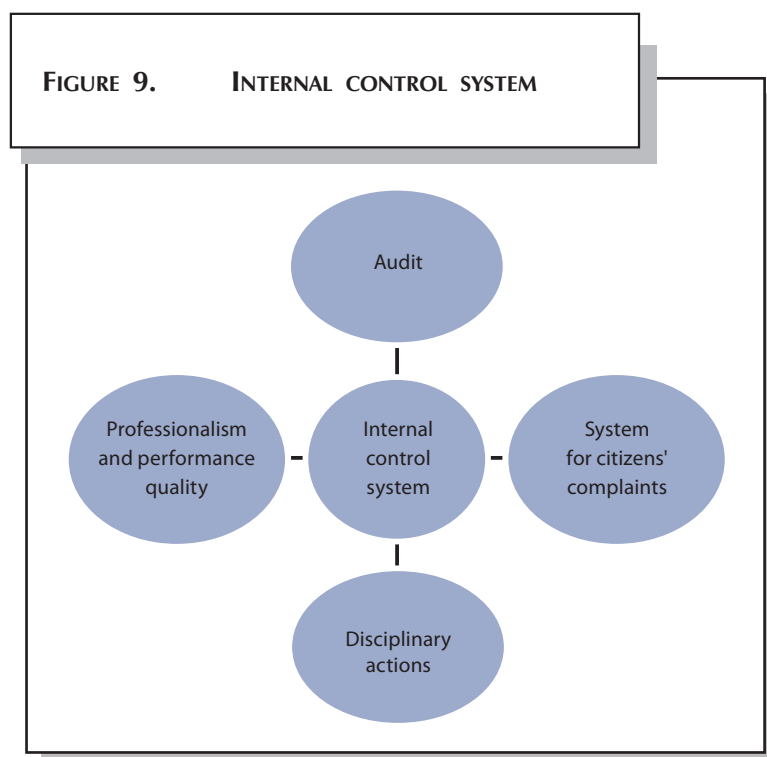 FIGURE 9. INTERNAL CONTROL SYSTEM
Audit
Professionalism
and performance
quality
Internal
control
system
System
for citizens'
complaints
Disciplinary
actions